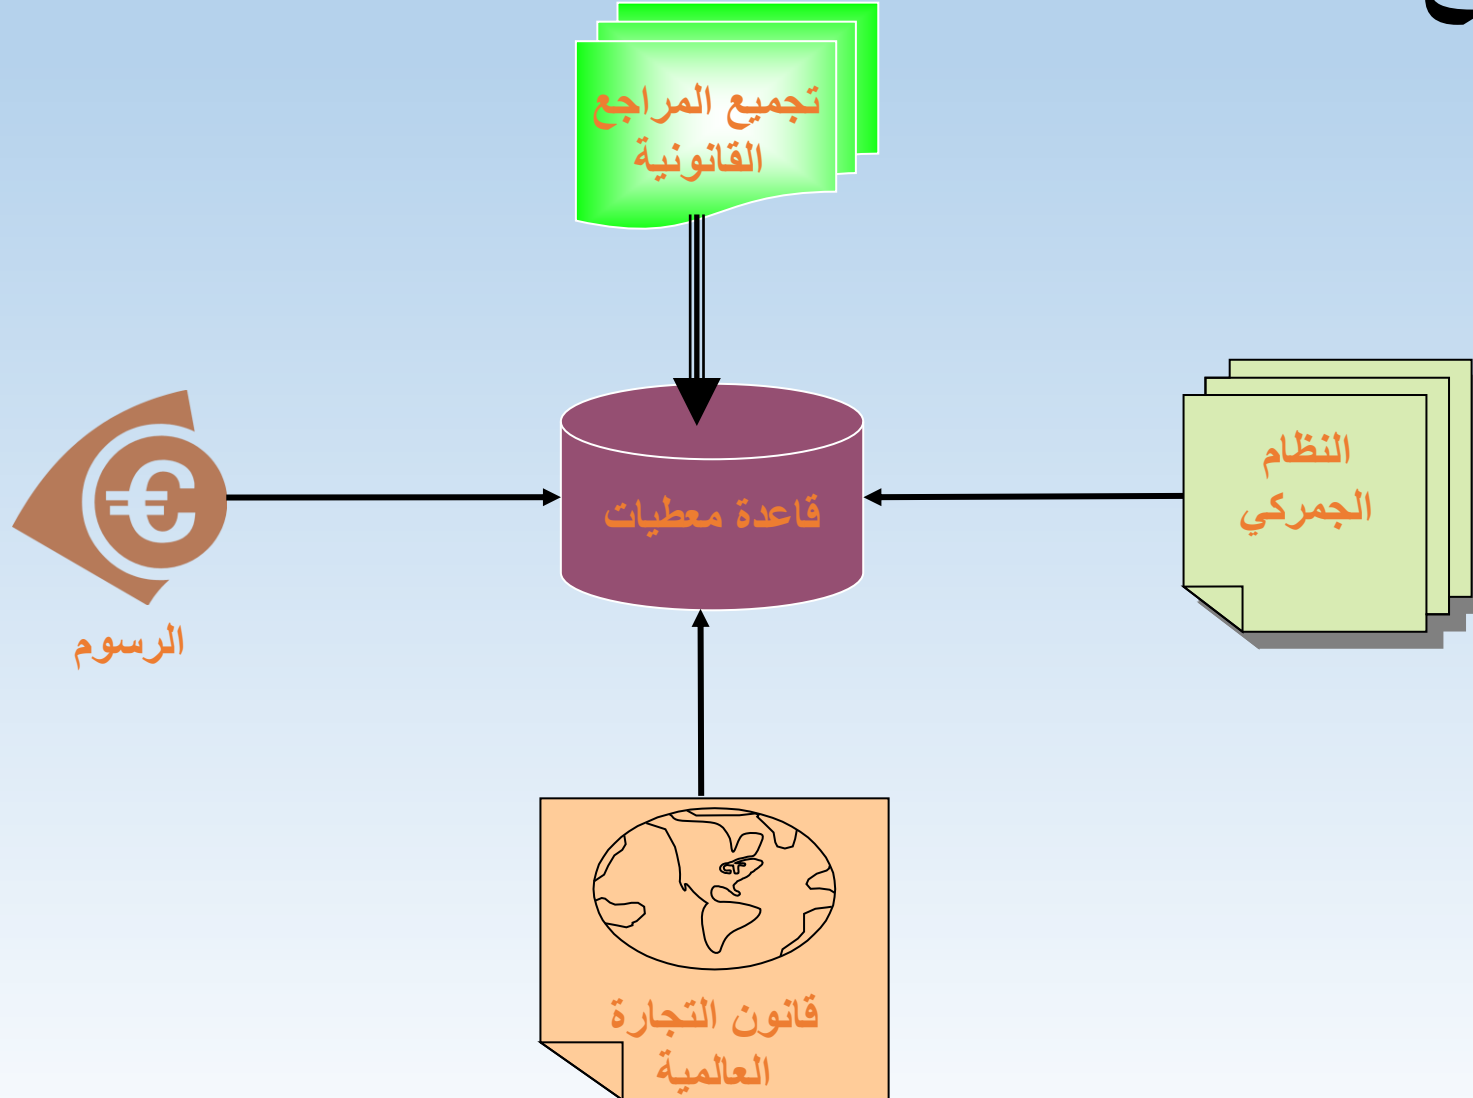 تجميع المراجع
القانونية
النظام
الجمركي
قاعدة معطيات
€
الرسوم
قانون التجارة
العالمية